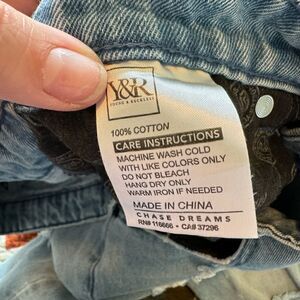 Y&R
YOUNG & RECKLESS
100% COTTON
CARE INSTRUCTIONS
MACHINE WASH COLD
WITH LIKE COLORS ONLY
DO NOT BLEACH
HANG DRY ONLY
WARM IRON IF NEEDED
MADE IN CHINA
CHASE DREAMS
RN# 116666 • CA# 37296